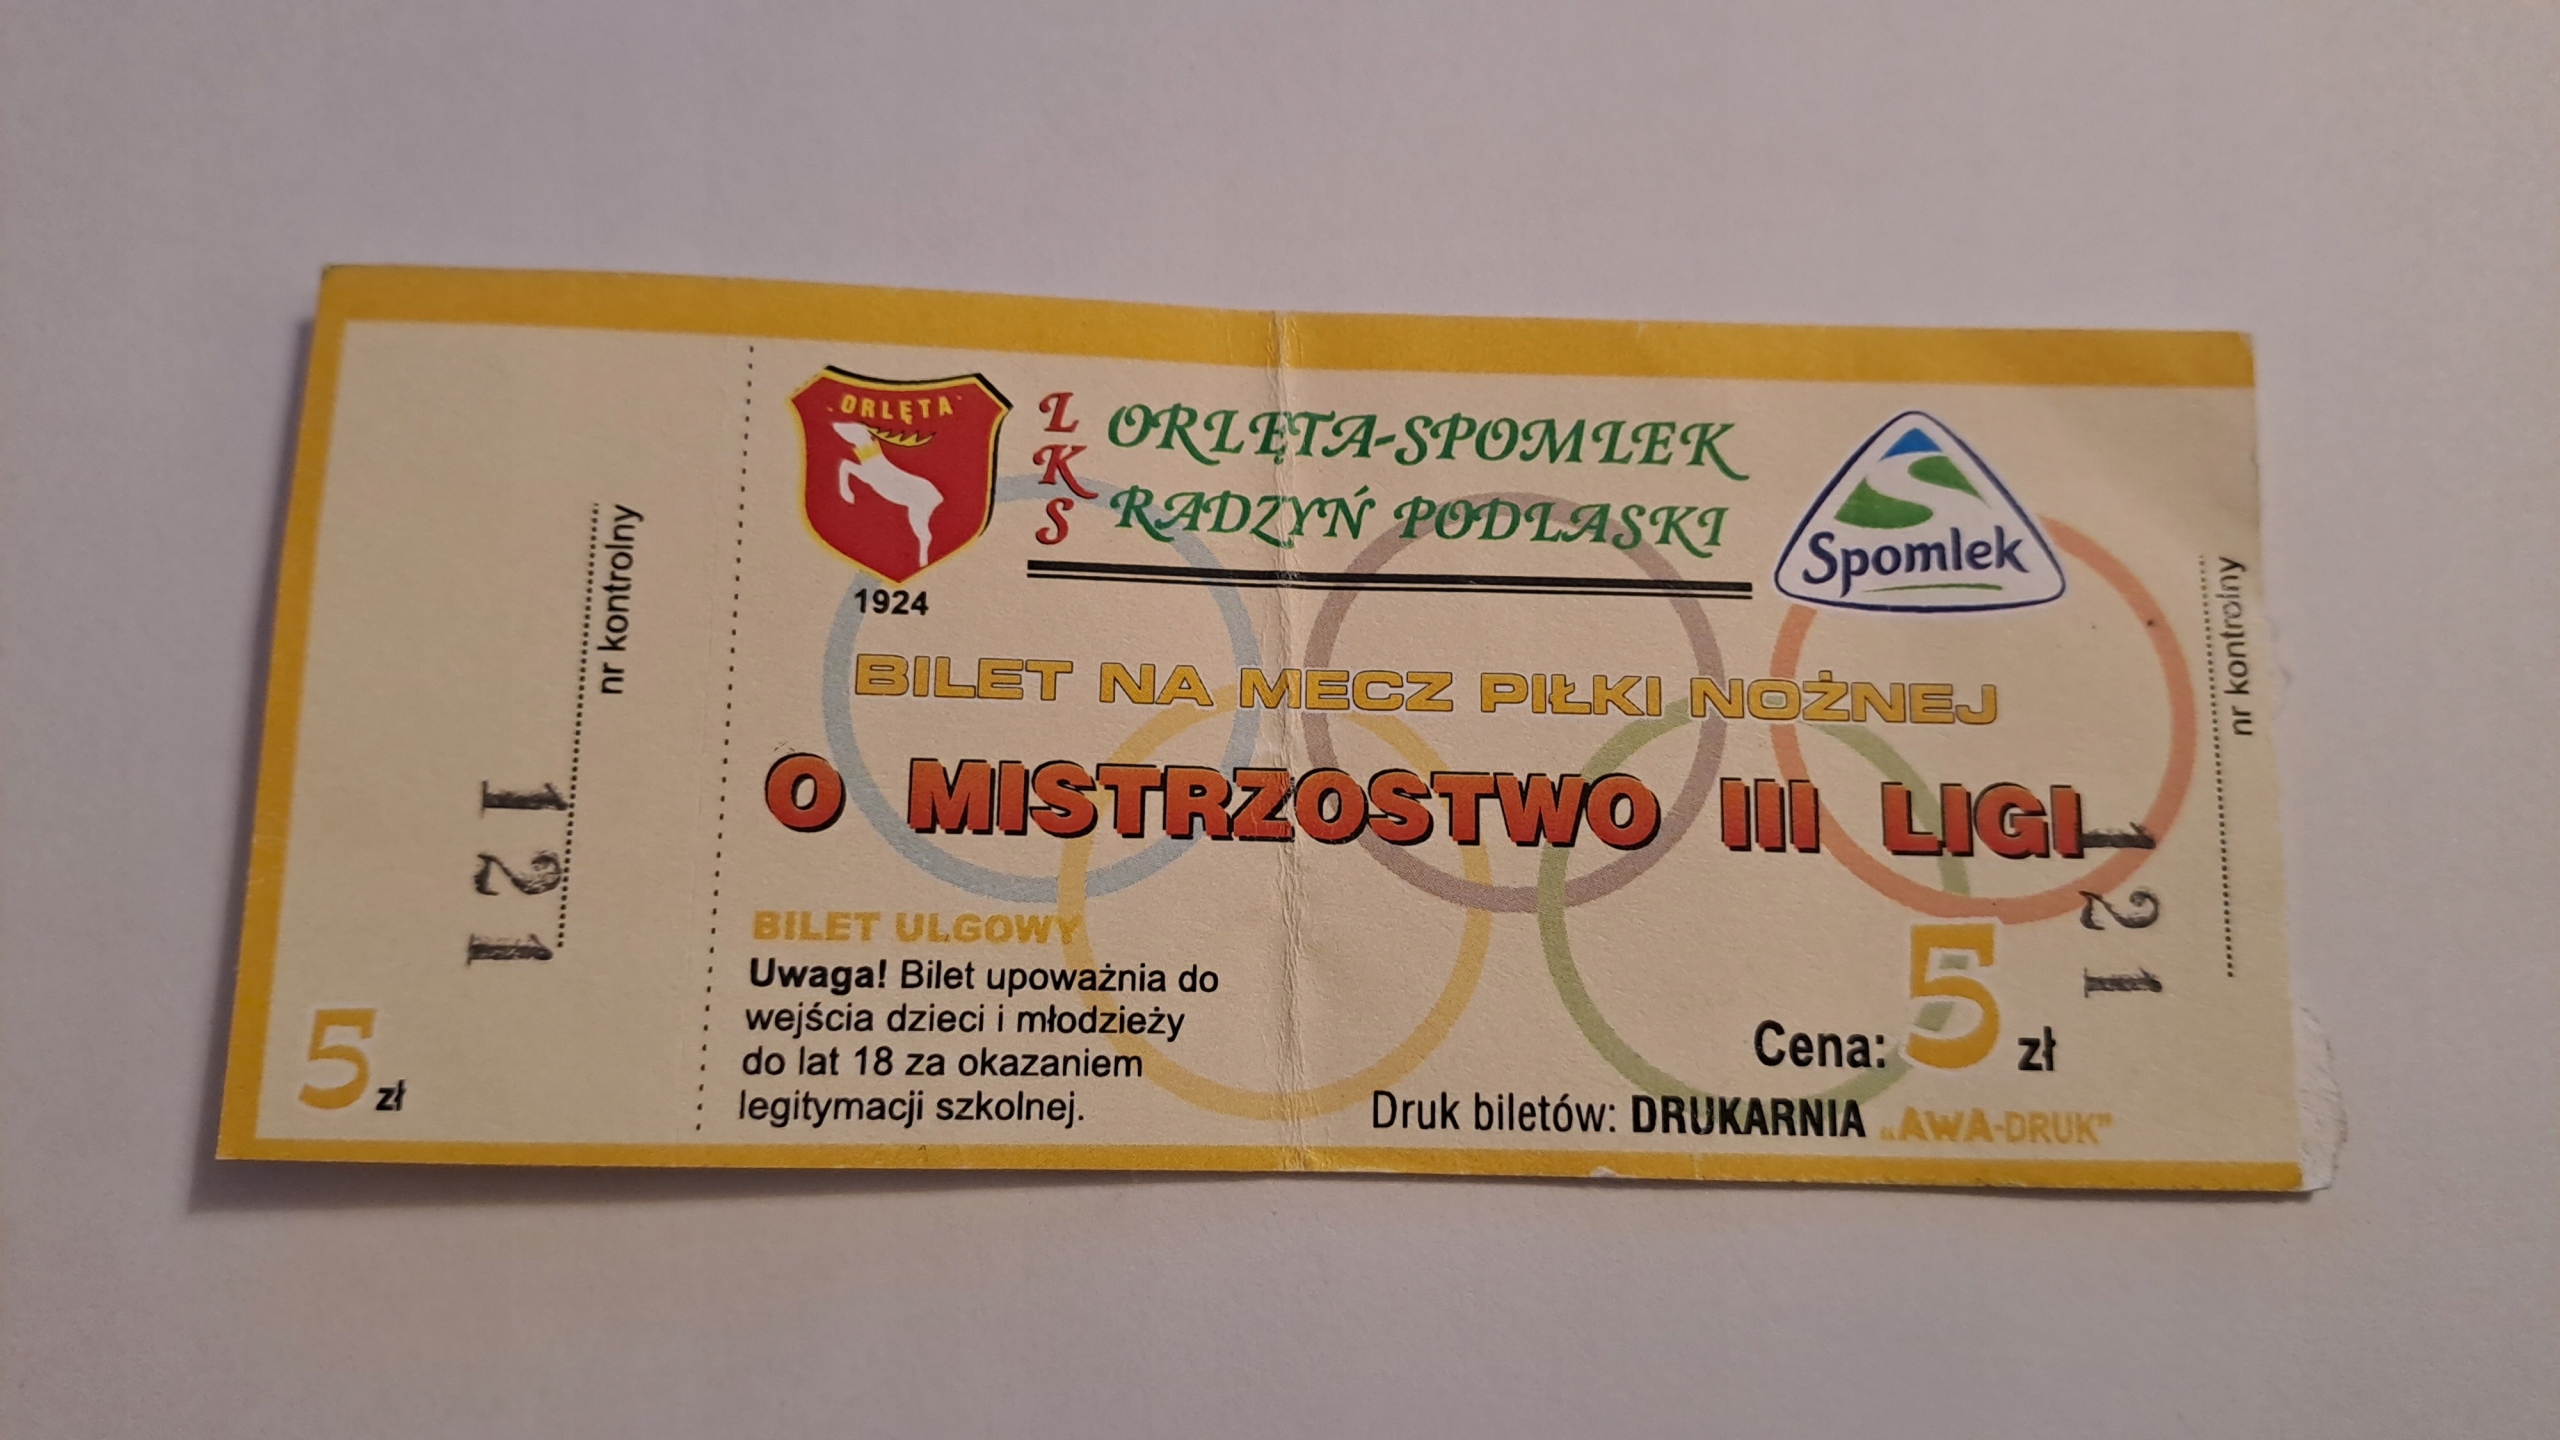 nr kontrolny
121
5 zł
ORLĘTA
1924
LKS
ORLĘTA-SPOMLEK
RADZYŃ PODLASKI
Spomlek
BILET NA MECZ PIŁKI NOŻNEJ
O MISTRZOSTWO III LIGI
BILET ULGOWY
Uwaga! Bilet upoważnia do
wejścia dzieci i młodzieży
do lat 18 za okazaniem
legitymacji szkolnej.
Cena: 5 zł
Druk biletów: DRUKARNIA „AWA-DRUK”
nr kontrolny
121